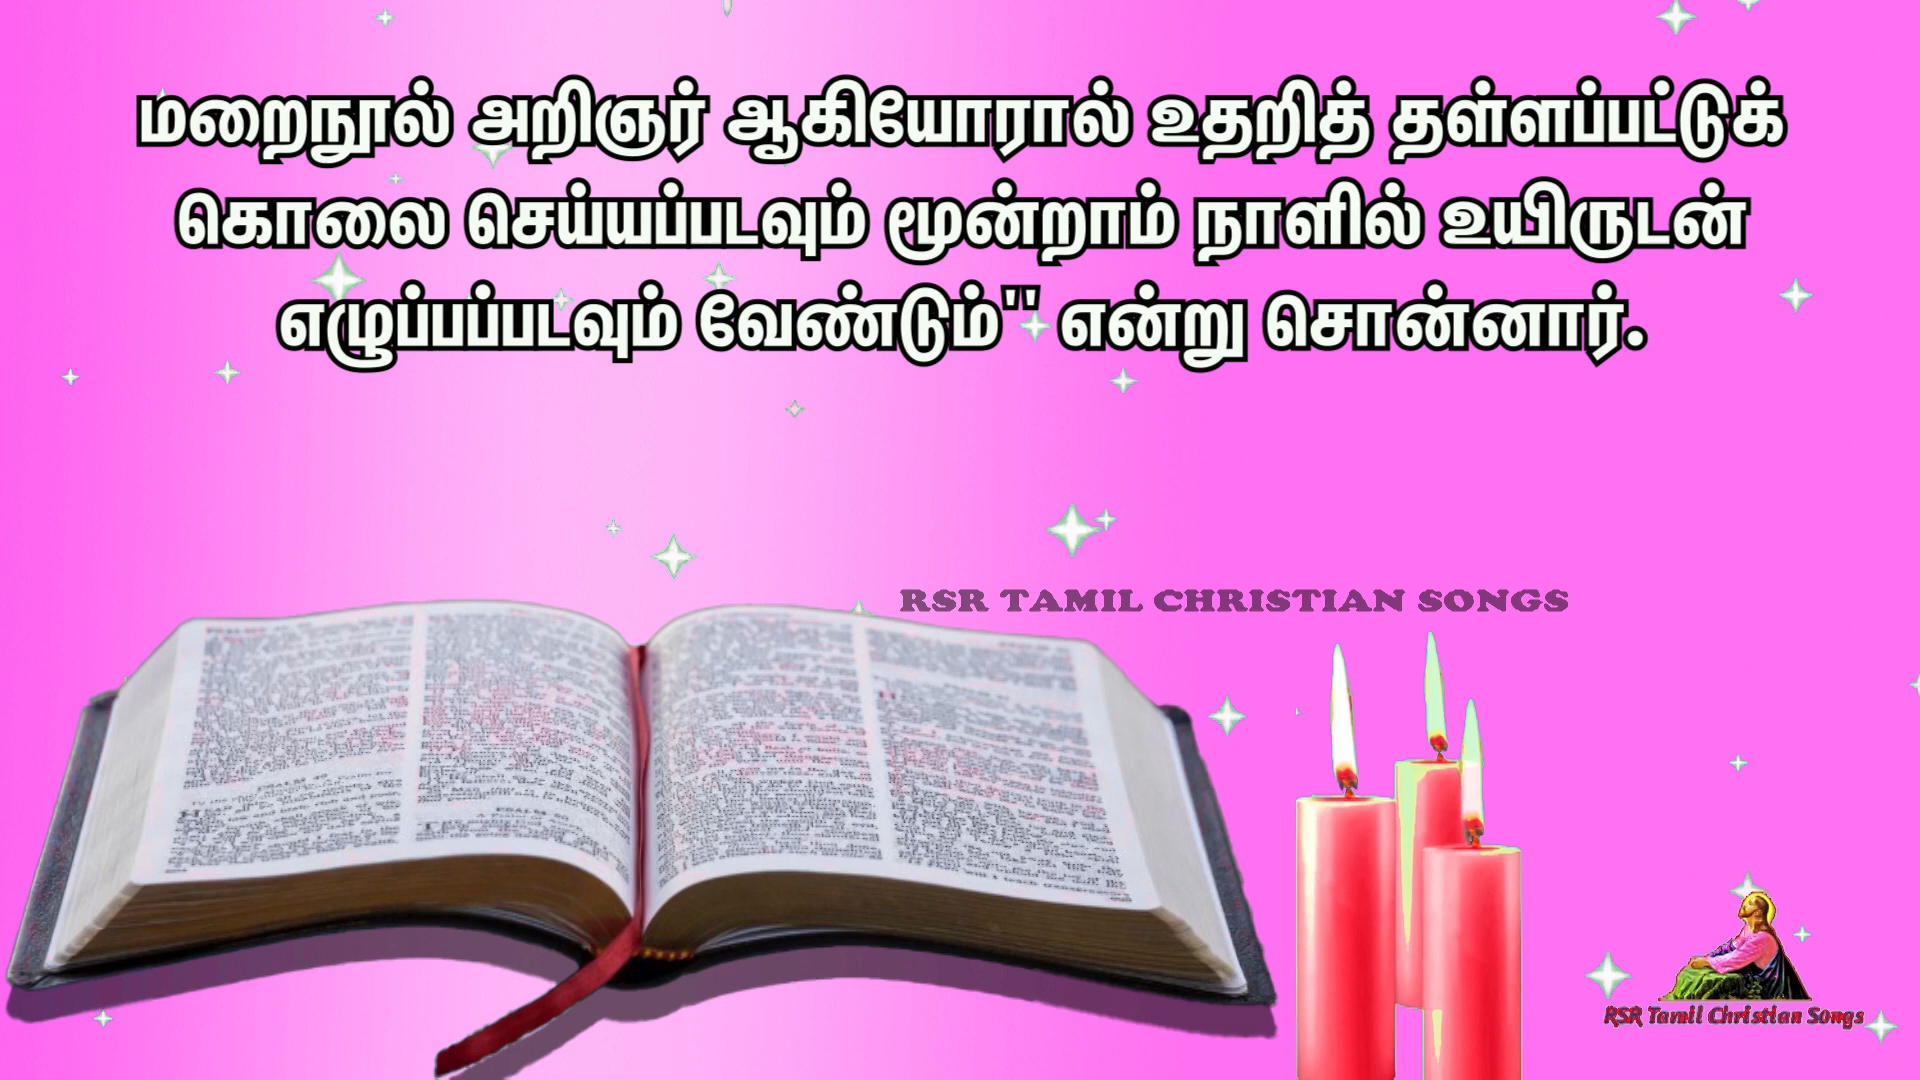 மறைநூல் அறிஞர் ஆகியோரால் உதறித் தள்ளப்பட்டுக்
கொலை செய்யப்படவும் மூன்றாம் நாளில் உயிருடன்
எழுப்பப்படவும் வேண்டும்" என்று சொன்னார்.
RSR TAMIL CHRISTIAN SONGS
RSR Tamil Christian Songs